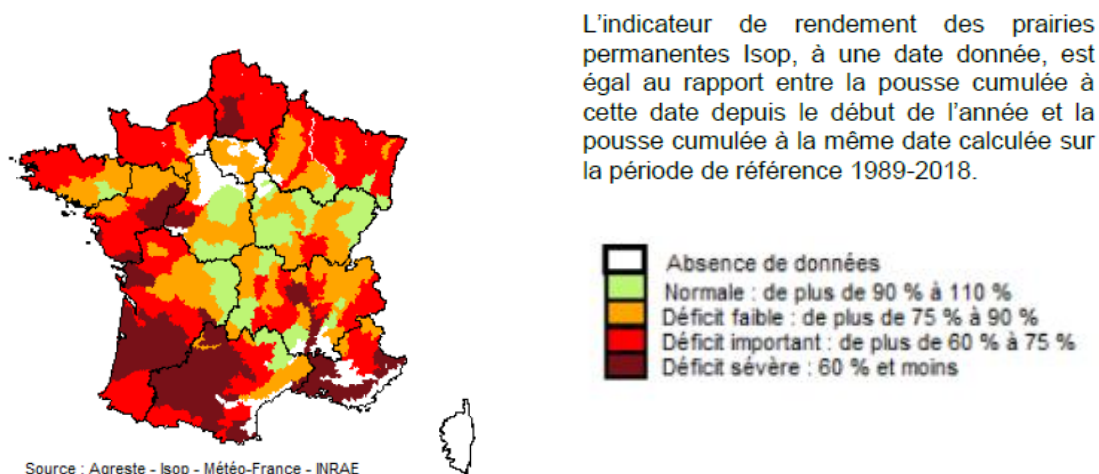 L'indicateur de rendement des prairies
permanentes Isop, à une date donnée, est
égal au rapport entre la pousse cumulée à
cette date depuis le début de l'année et la
pousse cumulée à la même date calculée sur
la période de référence 1989-2018.
Absence de données
Normale : de plus de 90 % à 110 %
Déficit faible : de plus de 75 % à 90 %
Déficit important : de plus de 60 % à 75 %
Déficit sévère : 60 % et moins
Source : Agreste - Isop - Météo-France - INRAE